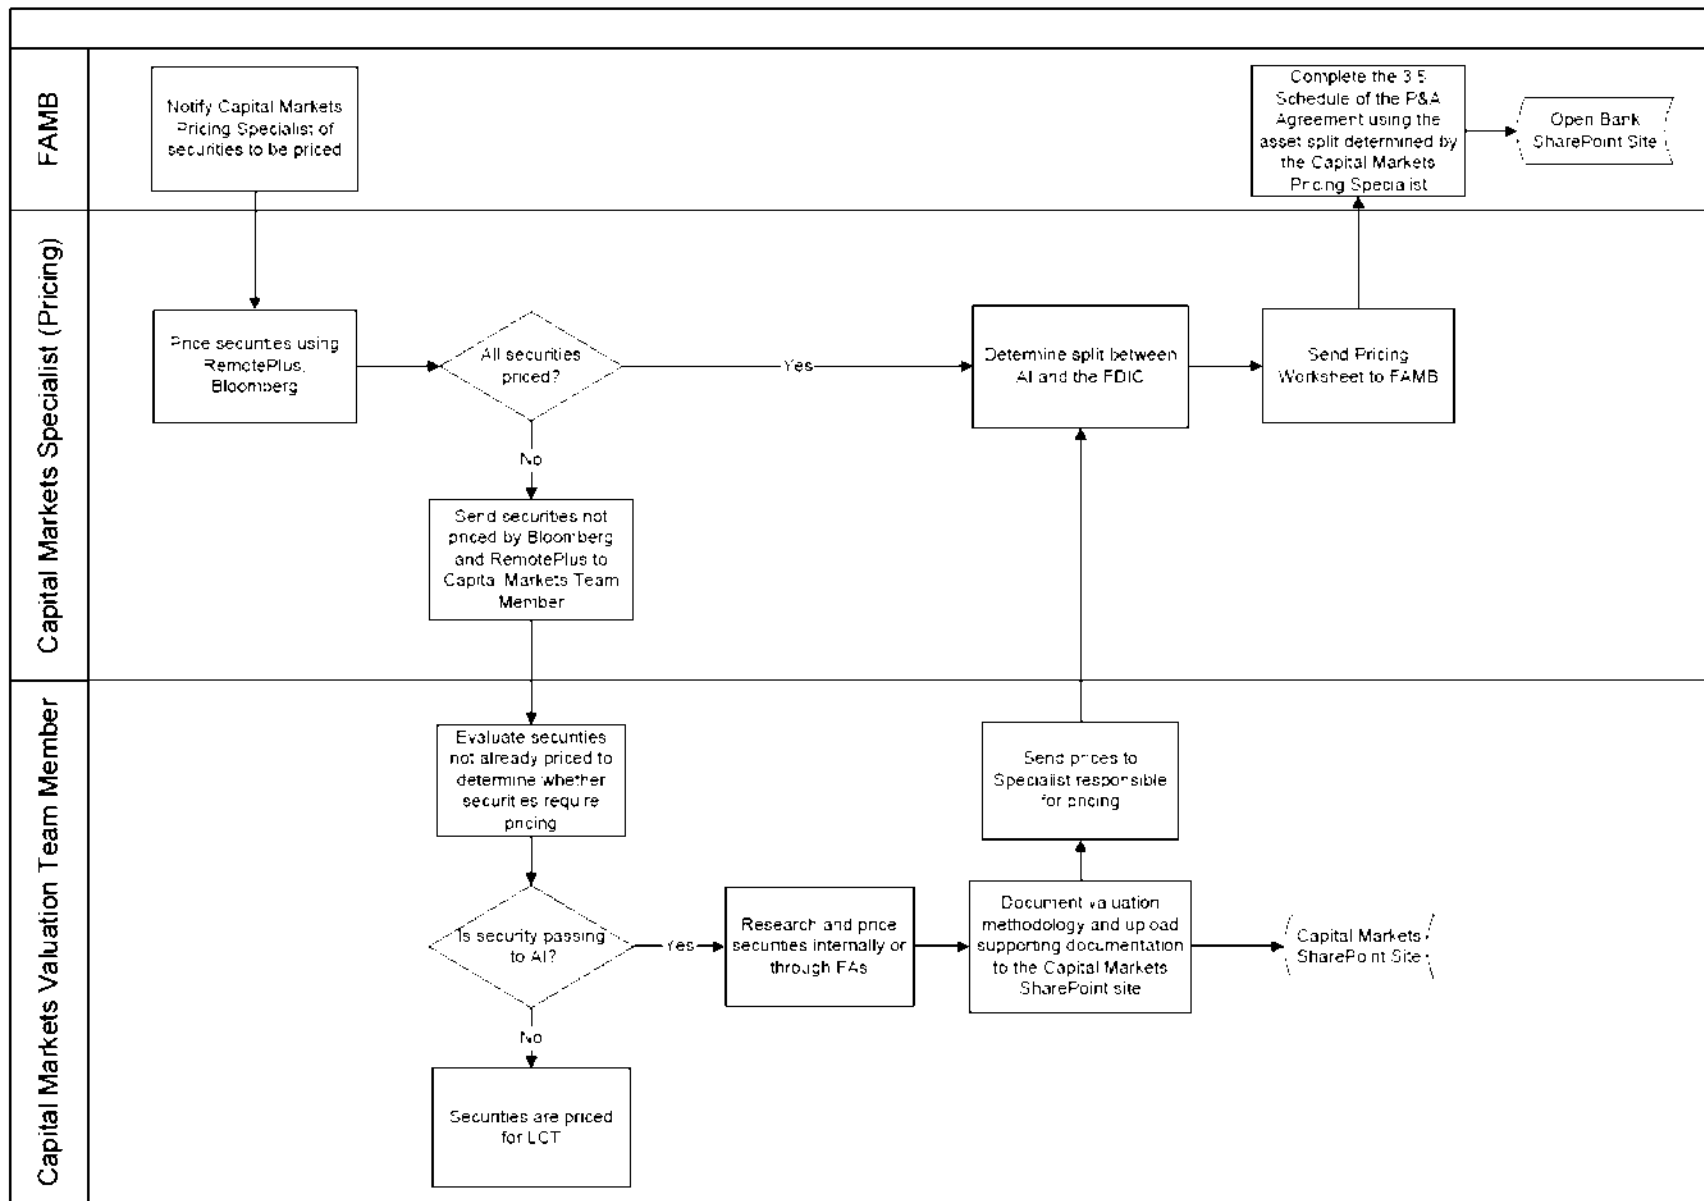 FAMB
Notify Capital Markets
Pricing Specialist of
securities to be priced
Complete the 3.5
Schedule of the P&A
Agreement using the
asset split determined by
the Capital Markets
Pricing Specialist
Open Bank
SharePoint Site
Capital Markets Specialist (Pricing)
Price securities using
RemotePlus,
Bloomberg
All securities
priced?
Yes
Determine split between
AI and the FDIC
Send Pricing
Worksheet to FAMB
No
Send securities not
priced by Bloomberg
and RemotePlus to
Capital Markets Team
Member
Capital Markets Valuation Team Member
Evaluate securities
not already priced to
determine whether
securities require
pricing
Send prices to
Specialist responsible
for pricing
Is security passing
to AI?
Yes
Research and price
securities internally or
through FAs
Document valuation
methodology and upload
supporting documentation
to the Capital Markets
SharePoint site
Capital Markets
SharePoint Site
No
Securities are priced
for LCT